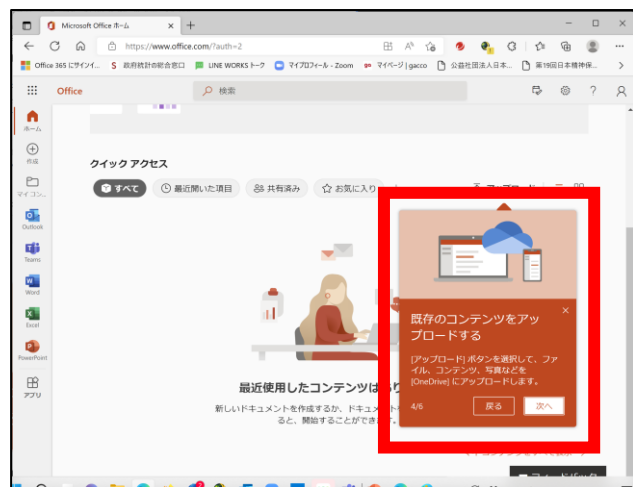 Microsoft Office ホーム
https://www.office.com/?auth=2
Office 365 にサインイ...
政府統計の総合窓口
LINE WORKS トーク
マイプロフィール - Zoom
マイページ | gacco
公益社団法人日本...
第19回日本精神保...
Office
検索
ホーム
作成
マイ コン...
Outlook
Teams
Word
Excel
PowerPoint
アプリ
クイック アクセス
すべて
最近開いた項目
共有済み
お気に入り
既存のコンテンツをアッ
プロードする
[アップロード] ボタンを選択して、ファ
イル、コンテンツ、写真などを
[OneDrive] にアップロードします。
4/6
戻る
次へ
最近使用したコンテンツは
新しいドキュメントを作成するか、ドキュメント
ると、開始することができ